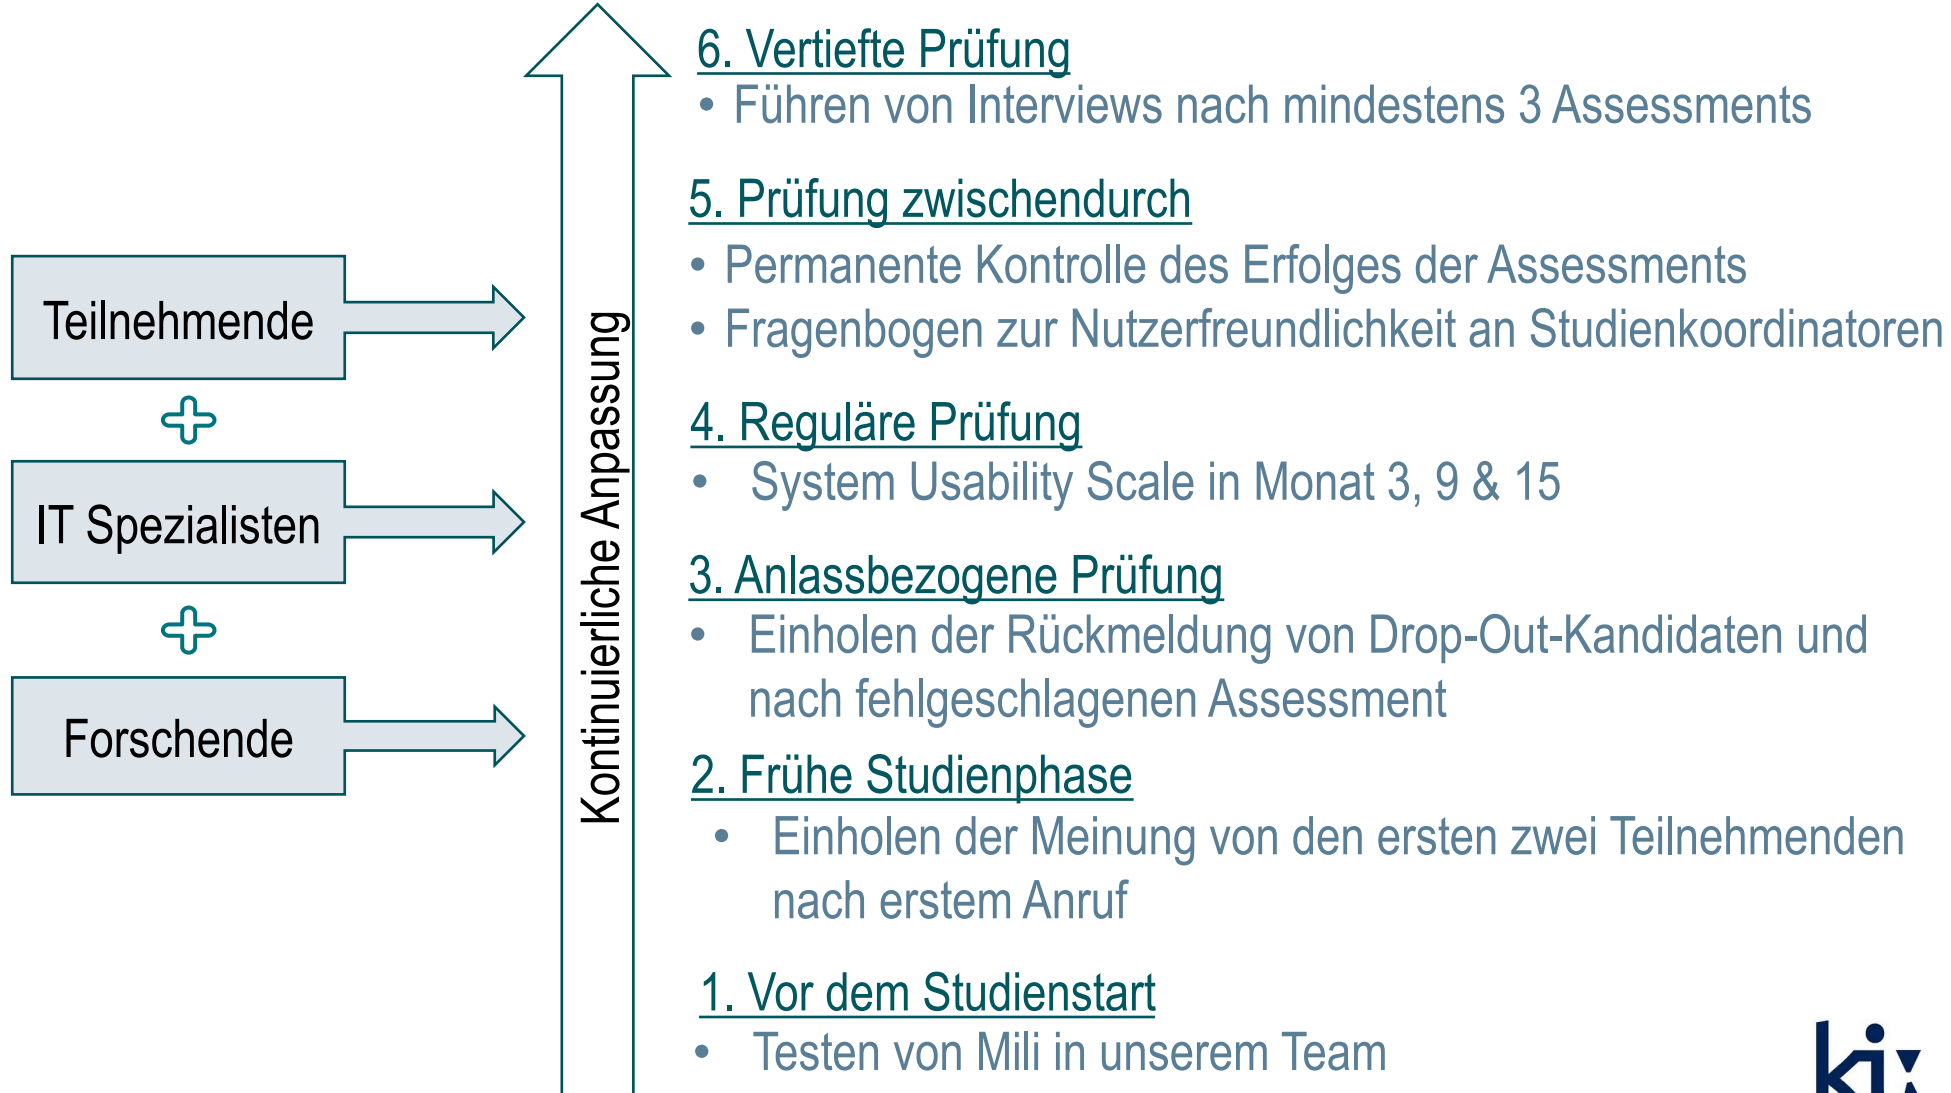 6. Vertiefte Prüfung
• Führen von Interviews nach mindestens 3 Assessments
5. Prüfung zwischendurch
• Permanente Kontrolle des Erfolges der Assessments
• Fragenbogen zur Nutzerfreundlichkeit an Studienkoordinatoren
4. Reguläre Prüfung
• System Usability Scale in Monat 3, 9 & 15
3. Anlassbezogene Prüfung
• Einholen der Rückmeldung von Drop-Out-Kandidaten und
nach fehlgeschlagenen Assessment
2. Frühe Studienphase
• Einholen der Meinung von den ersten zwei Teilnehmenden
nach erstem Anruf
1. Vor dem Studienstart
• Testen von Mili in unserem Team
Teilnehmende
IT Spezialisten
Forschende
Kontinuierliche Anpassung
ki